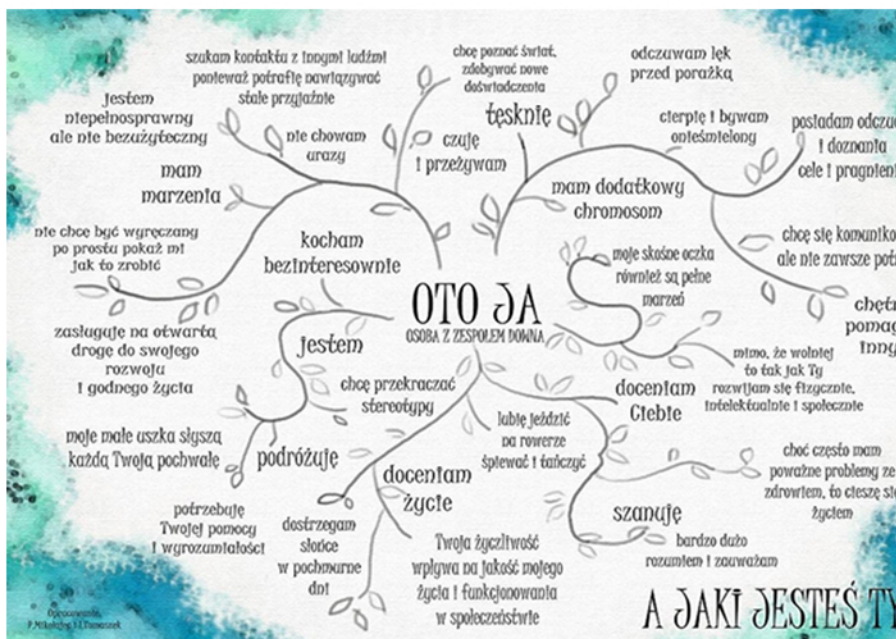 szukam kontaktu z innymi ludźmi
ponieważ potrafię nawiązywać
stałe przyjaźnie
chcę poznać świat,
zdobywać nowe
doświadczenia
odczuwam lęk
przed porażką
jestem
niepełnosprawny
ale nie bezużyteczny
nie chowam
urazy
czuję
i przeżywam
tęsknię
cierpię i bywam
onieśmielony
posiadam
i doznania
cele i
mam
marzenia
mam dodatkowy
chromosom
nie chcę być wyręczany
po prostu pokaż mi
jak to zrobić
kocham
bezinteresownie
moje skośne oczka
również są pełne
marzeń
chcę się
ale nie zawsze
OTO JA
OSOBA Z ZESPOŁEM DOWNA
zasługuję na otwartą
drogę do swojego
rozwoju
i godnego życia
jestem
chcę przekraczać
stereotypy
mimo, że wolniej
to tak jak Ty
rozwijam się fizycznie,
intelektualnie i społecznie
doceniam
Ciebie
lubię jeździć
na rowerze
śpiewać i tańczyć
moje małe uszka słyszą
każdą Twoją pochwałę
podróżuję
doceniam
życie
choć często mam
poważne problemy ze
zdrowiem, to cieszę się
życiem
potrzebuję
Twojej pomocy
i wyrozumiałości
dostrzegam
słońce
w pochmurne
dni
Twoja życzliwość
wpływa na jakość mojego
życia i funkcjonowania
w społeczeństwie
szanuję
bardzo dużo
rozumiem i zauważam
A JAKI JESTEŚ TY
Opracowanie,